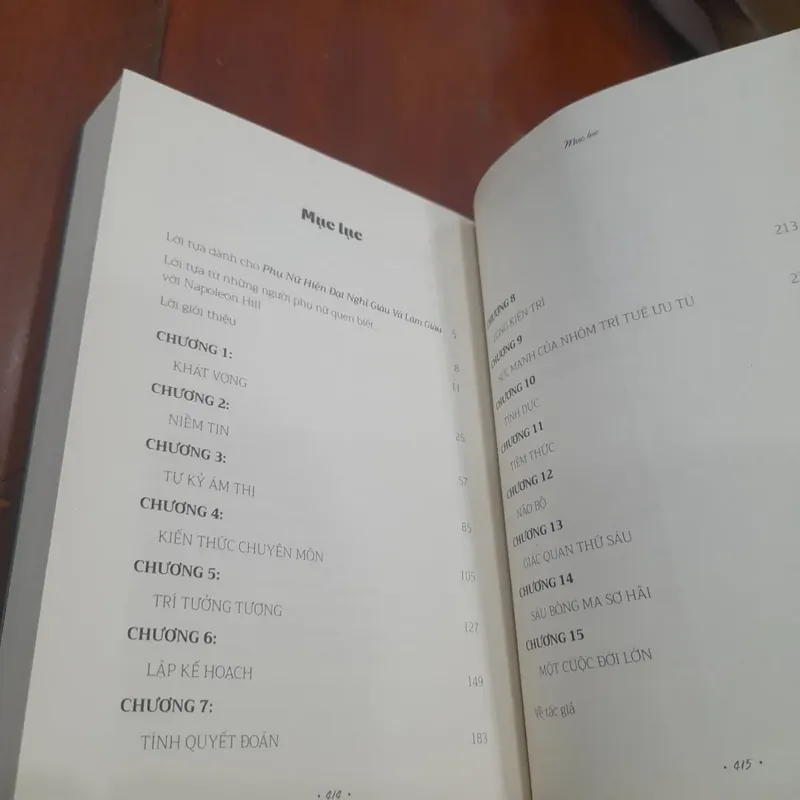 Mục lục
Lời tựa dành cho Phụ Nữ Hiện Đại Nghĩ Giàu Và Làm Giàu 5
Lời tựa từ những người phụ nữ quen biết...
với Napoleon Hill 8
Lời giới thiệu 11
CHƯƠNG 1:
KHÁT VỌNG 25
CHƯƠNG 2:
NIỀM TIN 57
CHƯƠNG 3:
TỰ KỶ ÁM THỊ 85
CHƯƠNG 4:
KIẾN THỨC CHUYÊN MÔN 105
CHƯƠNG 5:
TRÍ TƯỞNG TƯỢNG 127
CHƯƠNG 6:
LẬP KẾ HOẠCH 149
CHƯƠNG 7:
TÍNH QUYẾT ĐOÁN 183
• 414 •
Mục lục
CHƯƠNG 8 213
LÒNG KIÊN TRÌ
CHƯƠNG 9
SỨC MẠNH CỦA NHÓM TRÍ TUỆ ƯU TÚ
CHƯƠNG 10
TÌNH DỤC
CHƯƠNG 11
TIỀM THỨC
CHƯƠNG 12
NÃO BỘ
CHƯƠNG 13
GIÁC QUAN THỨ SÁU
CHƯƠNG 14
SÁU BÓNG MA SỢ HÃI
CHƯƠNG 15
MỘT CUỘC ĐỜI LỚN
Về tác giả
• 415 •